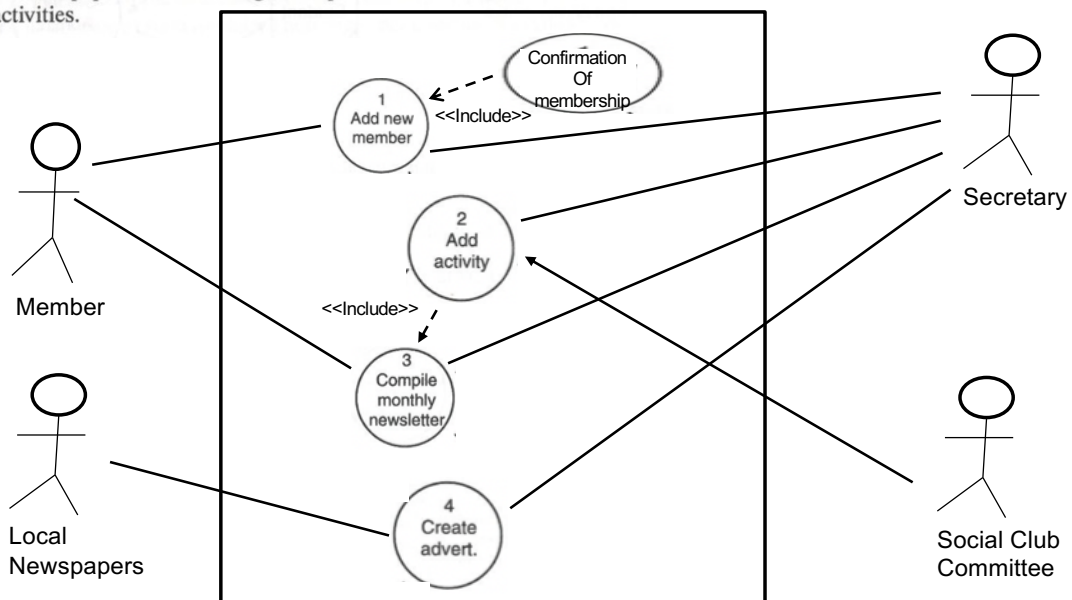 activities.
Confirmation
Of
membership
1
Add new
member
<<Include>>
2
Add
activity
Secretary
<<Include>>
Member
3
Compile
monthly
newsletter
4
Create
advert.
Local
Newspapers
Social Club
Committee